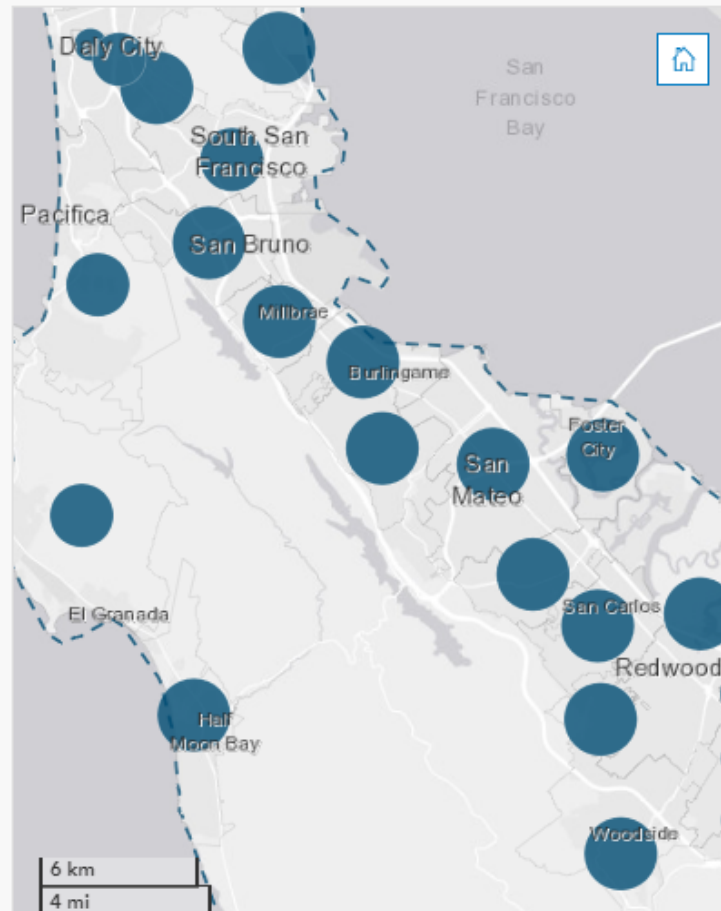 Daly City
San
Francisco
Bay
South San
Francisco
Pacifica
San Bruno
Millbrae
Burlingame
Foster
City
San
Mateo
El Granada
San Carlos
Redwood
Half
Moon Bay
Woodside
6 km
4 mi